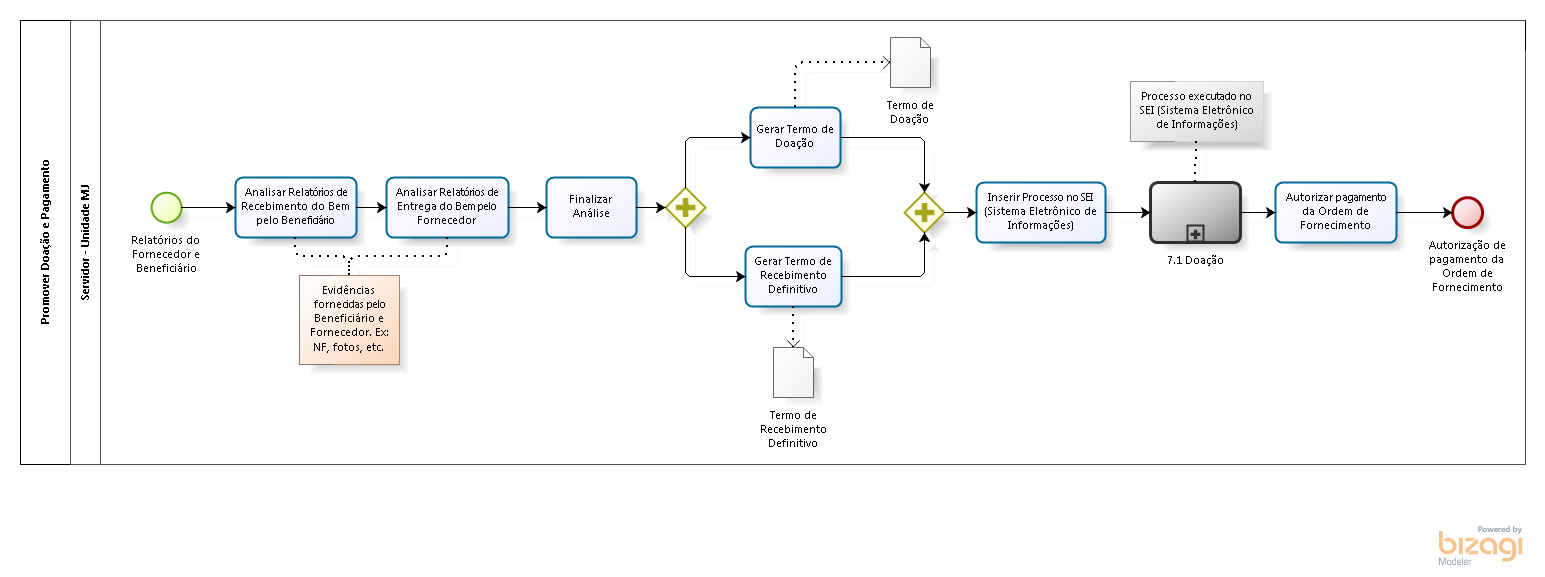 Promover Doação e Pagamento
Servidor - Unidade MJ
Relatórios do
Fornecedor e
Beneficiário
Analisar Relatórios de
Recebimento do Bem
pelo Beneficiário
Analisar Relatórios de
Entrega do Bem pelo
Fornecedor
Evidências
fornecidas pelo
Beneficiário e
Fornecedor. Ex:
NF, fotos, etc.
Finalizar
Análise
Gerar Termo de
Doação
Termo de
Doação
Gerar Termo de
Recebimento
Definitivo
Termo de
Recebimento
Definitivo
Inserir Processo no SEI
(Sistema Eletrônico de
Informações)
Processo executado no
SEI (Sistema Eletrônico
de Informações)
7.1 Doação
Autorizar pagamento
da Ordem de
Fornecimento
Autorização de
pagamento da
Ordem de
Fornecimento
Powered by
bizagi
Modeler